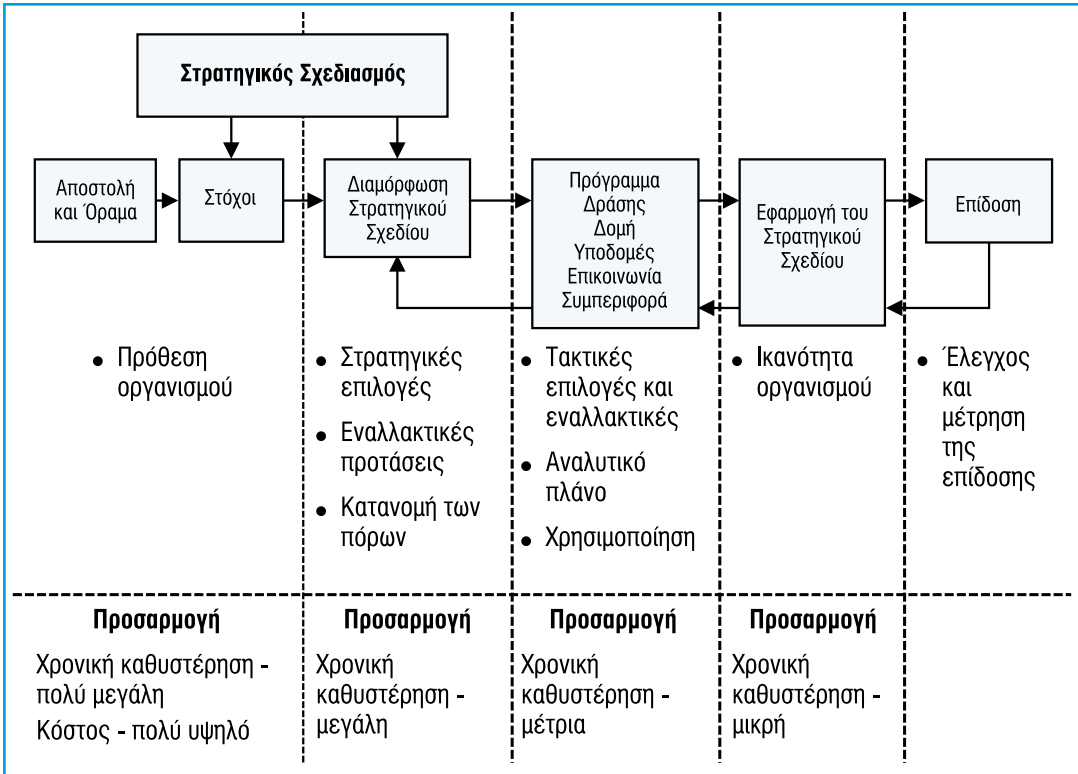 Στρατηγικός Σχεδιασμός
Αποστολή
και Όραμα
Στόχοι
Διαμόρφωση
Στρατηγικού
Σχεδίου
Πρόγραμμα
Δράσης
Δομή
Υποδομές
Επικοινωνία
Συμπεριφορά
Εφαρμογή του
Στρατηγικού
Σχεδίου
Επίδοση
• Πρόθεση
οργανισμού
• Στρατηγικές
επιλογές
• Εναλλακτικές
προτάσεις
• Κατανομή των
πόρων
• Τακτικές
επιλογές και
εναλλακτικές
• Αναλυτικό
πλάνο
• Χρησιμοποίηση
• Ικανότητα
οργανισμού
• Έλεγχος
και
μέτρηση
της
επίδοσης
Προσαρμογή
Χρονική καθυστέρηση -
πολύ μεγάλη
Κόστος - πολύ υψηλό
Προσαρμογή
Χρονική
καθυστέρηση -
μεγάλη
Προσαρμογή
Χρονική
καθυστέρηση -
μέτρια
Προσαρμογή
Χρονική
καθυστέρηση -
μικρή